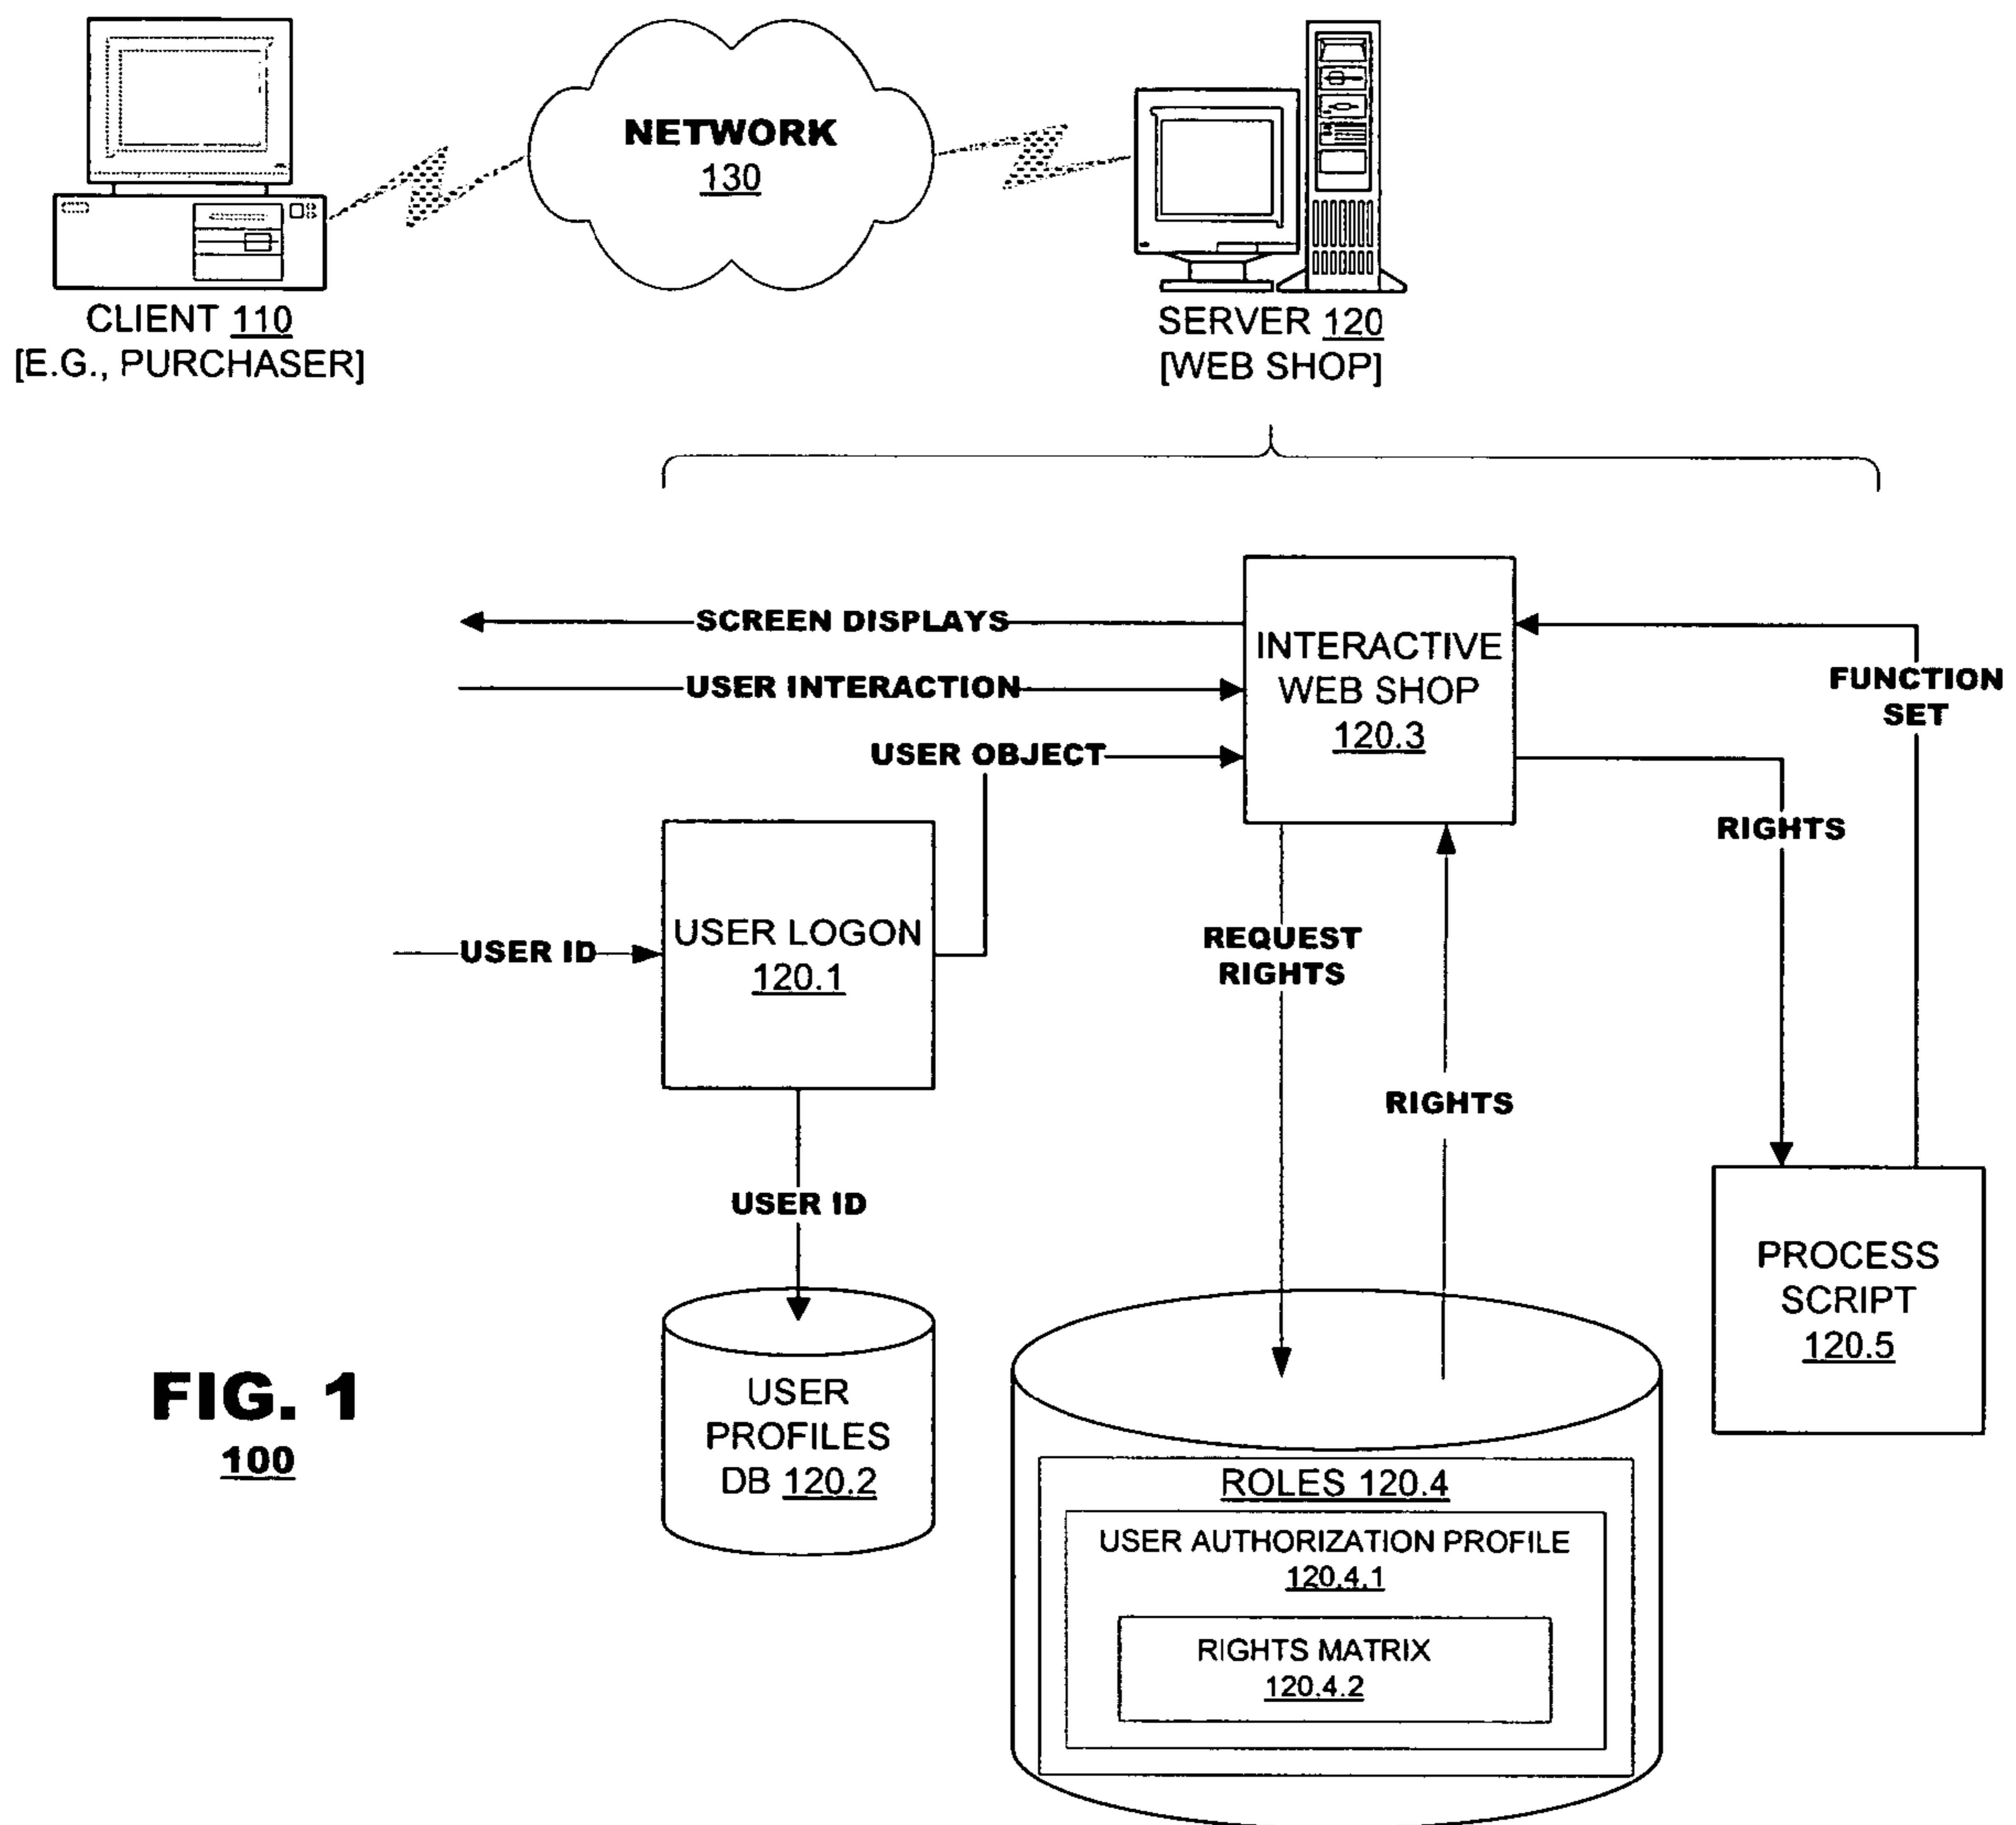 NETWORK
130
CLIENT 110
[E.G., PURCHASER]
SERVER 120
[WEB SHOP]
SCREEN DISPLAYS
USER INTERACTION
USER OBJECT
INTERACTIVE
WEB SHOP
120.3
FUNCTION
SET
RIGHTS
USER ID
USER LOGON
120.1
REQUEST
RIGHTS
RIGHTS
USER ID
PROCESS
SCRIPT
120.5
USER
PROFILES
DB 120.2
FIG. 1
100
ROLES 120.4
USER AUTHORIZATION PROFILE
120.4.1
RIGHTS MATRIX
120.4.2